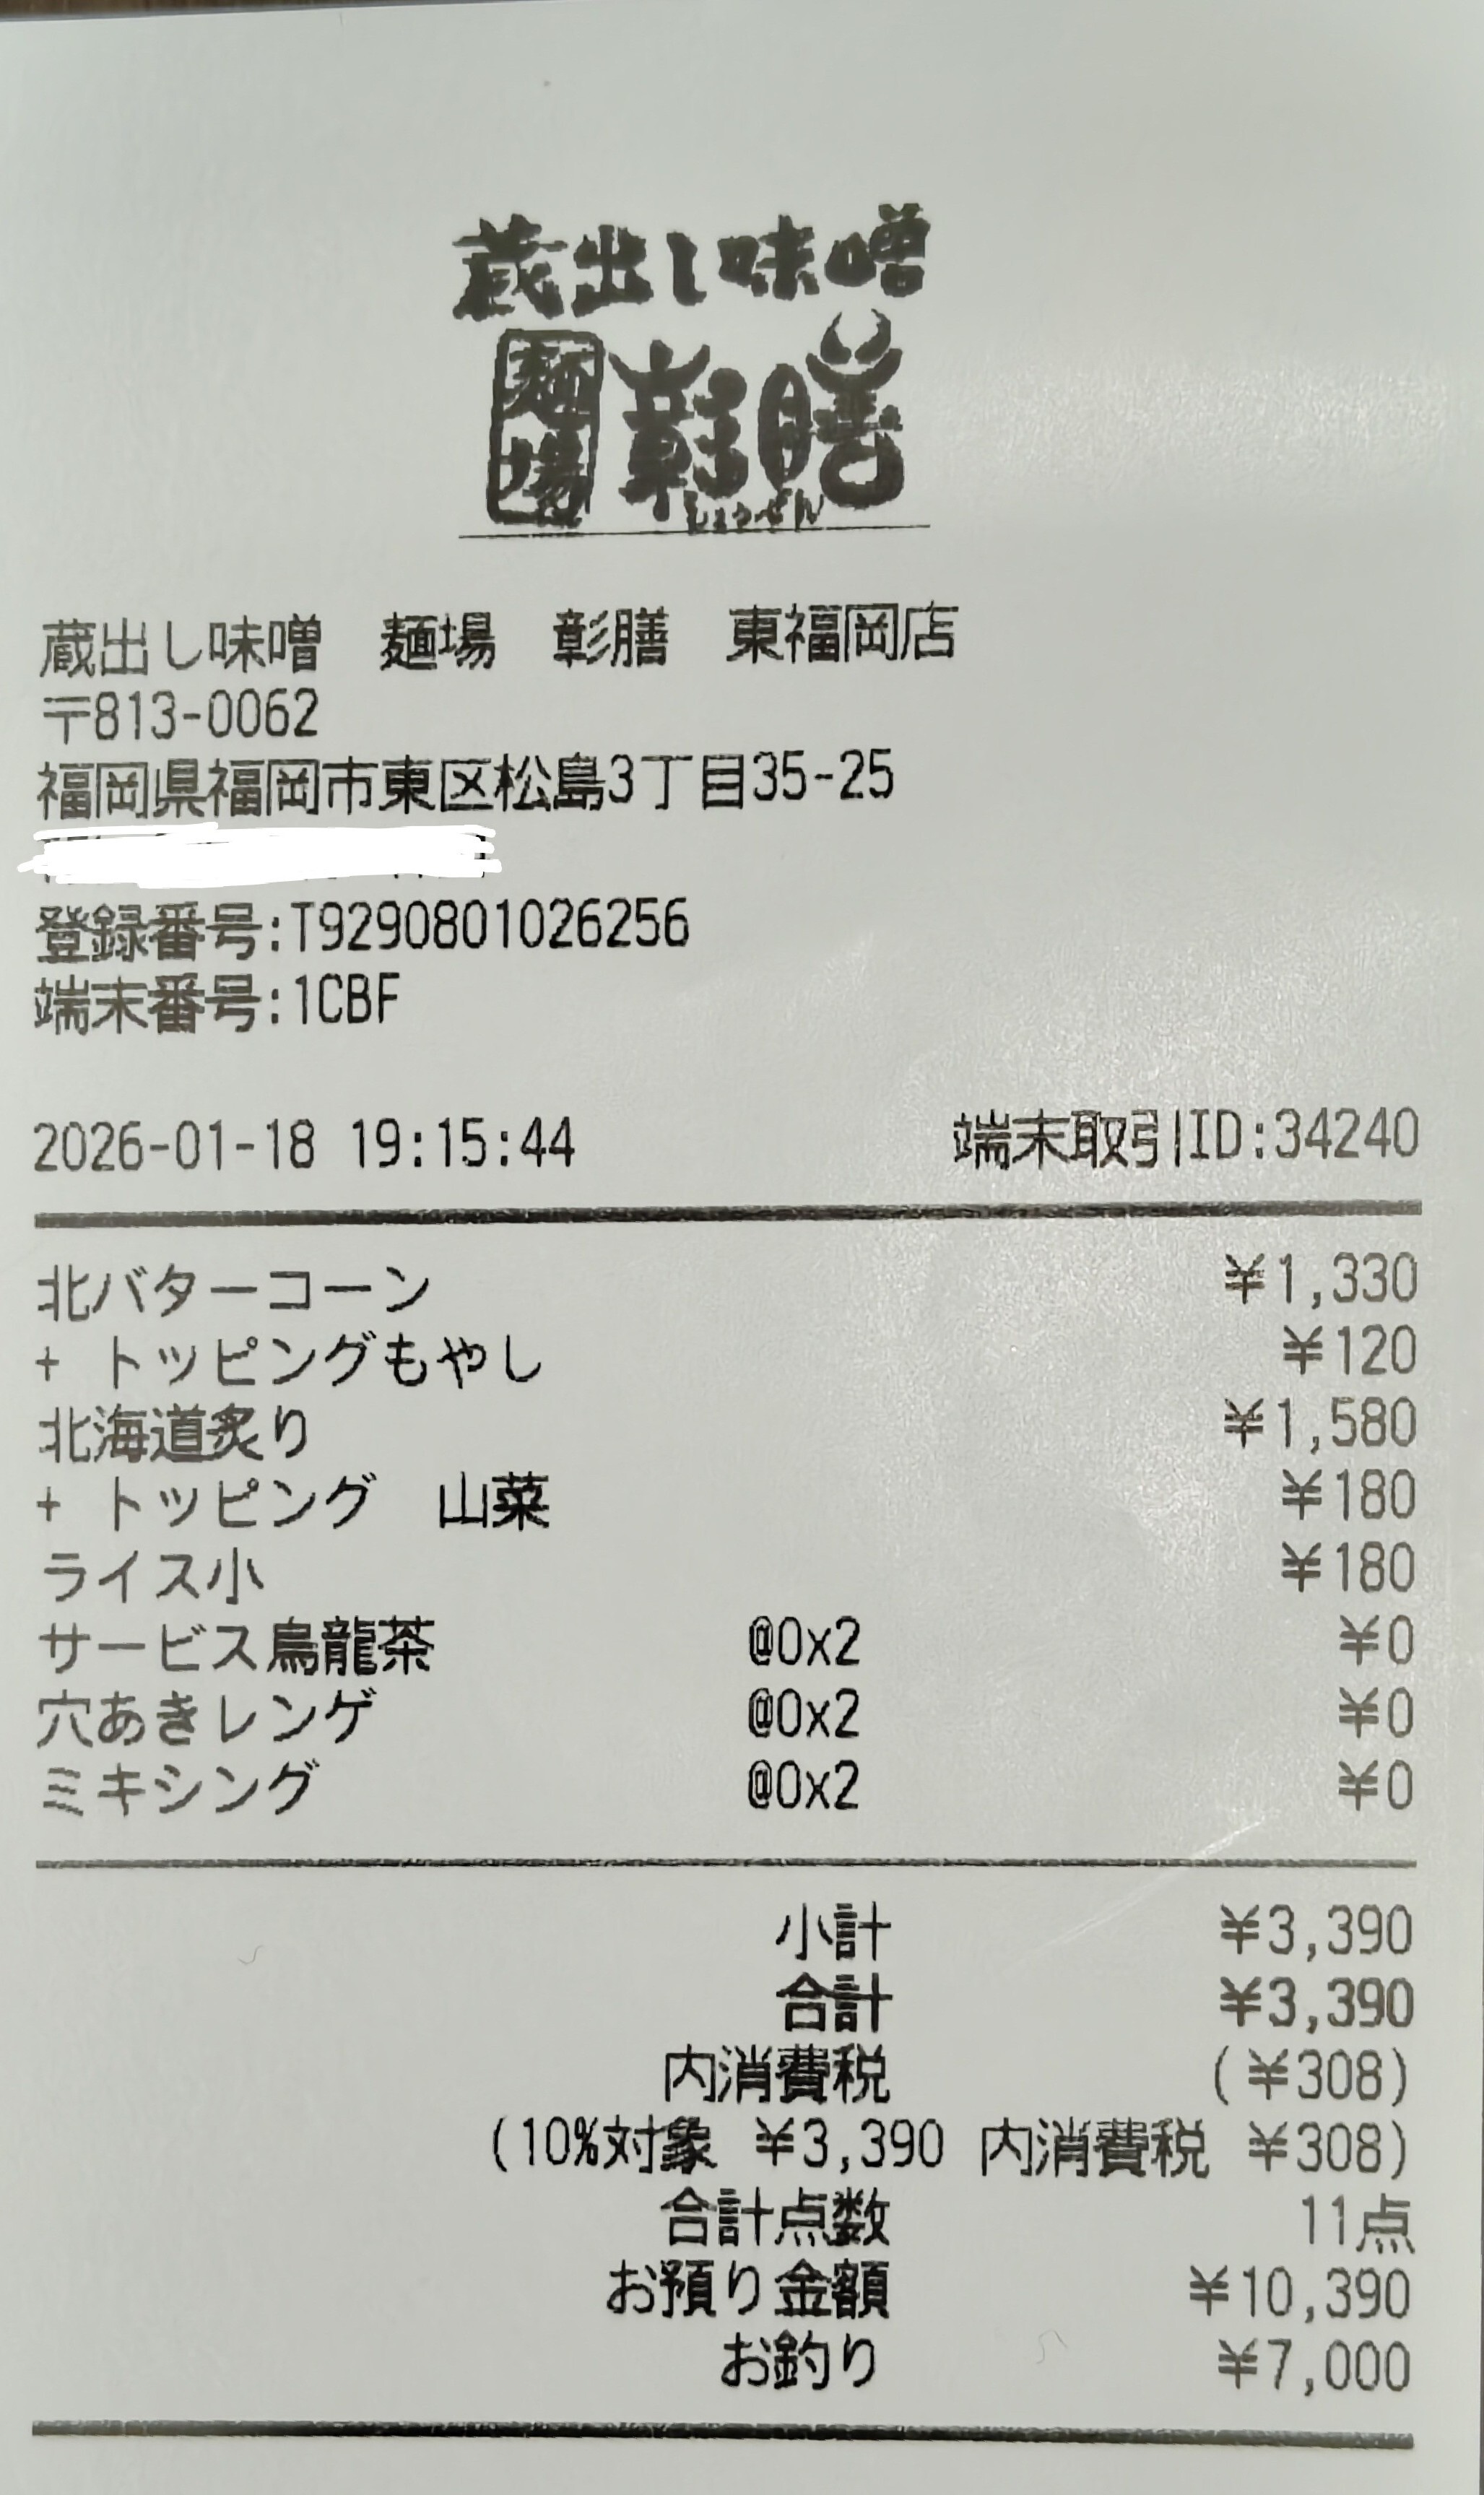 蔵出し味噌
麺場 彰膳
しょうぜん
蔵出し味噌 麺場 彰膳 東福岡店
〒813-0062
福岡県福岡市東区松島3丁目35-25
登録番号:T9290801026256
端末番号:1CBF
2026-01-18 19:15:44 端末取引ID:34240
北バターコーン ¥1,330
+ トッピングもやし ¥120
北海道炙り ¥1,580
+ トッピング 山菜 ¥180
ライス小 ¥180
サービス烏龍茶 @0x2 ¥0
穴あきレンゲ @0x2 ¥0
ミキシング @0x2 ¥0
小計 ¥3,390
合計 ¥3,390
内消費税 (¥308)
(10%対象 ¥3,390 内消費税 ¥308)
合計点数 11点
お預り金額 ¥10,390
お釣り ¥7,000